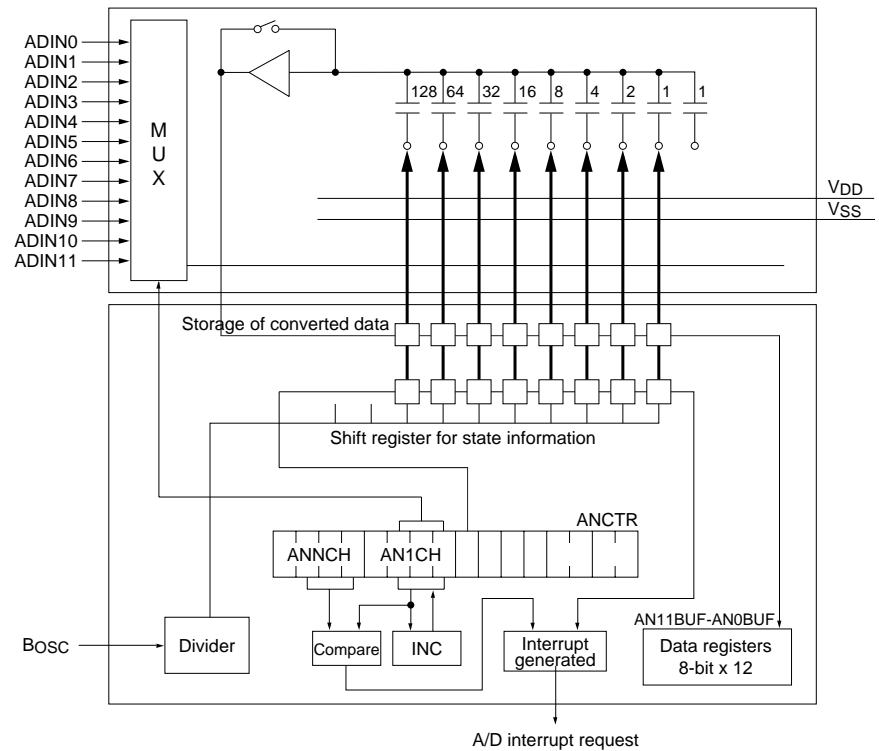 ADIN0
ADIN1
ADIN2
ADIN3
ADIN4
ADIN5
ADIN6
ADIN7
ADIN8
ADIN9
ADIN10
ADIN11
M
U
X
128 64 32 16 8 4 2 1 1
VDD
VSS
Storage of converted data
Shift register for state information
ANCTR
ANNCH AN1CH
BOSC
Divider
Compare
INC
Interrupt
generated
AN11BUF-AN0BUF
Data registers
8-bit x 12
A/D interrupt request